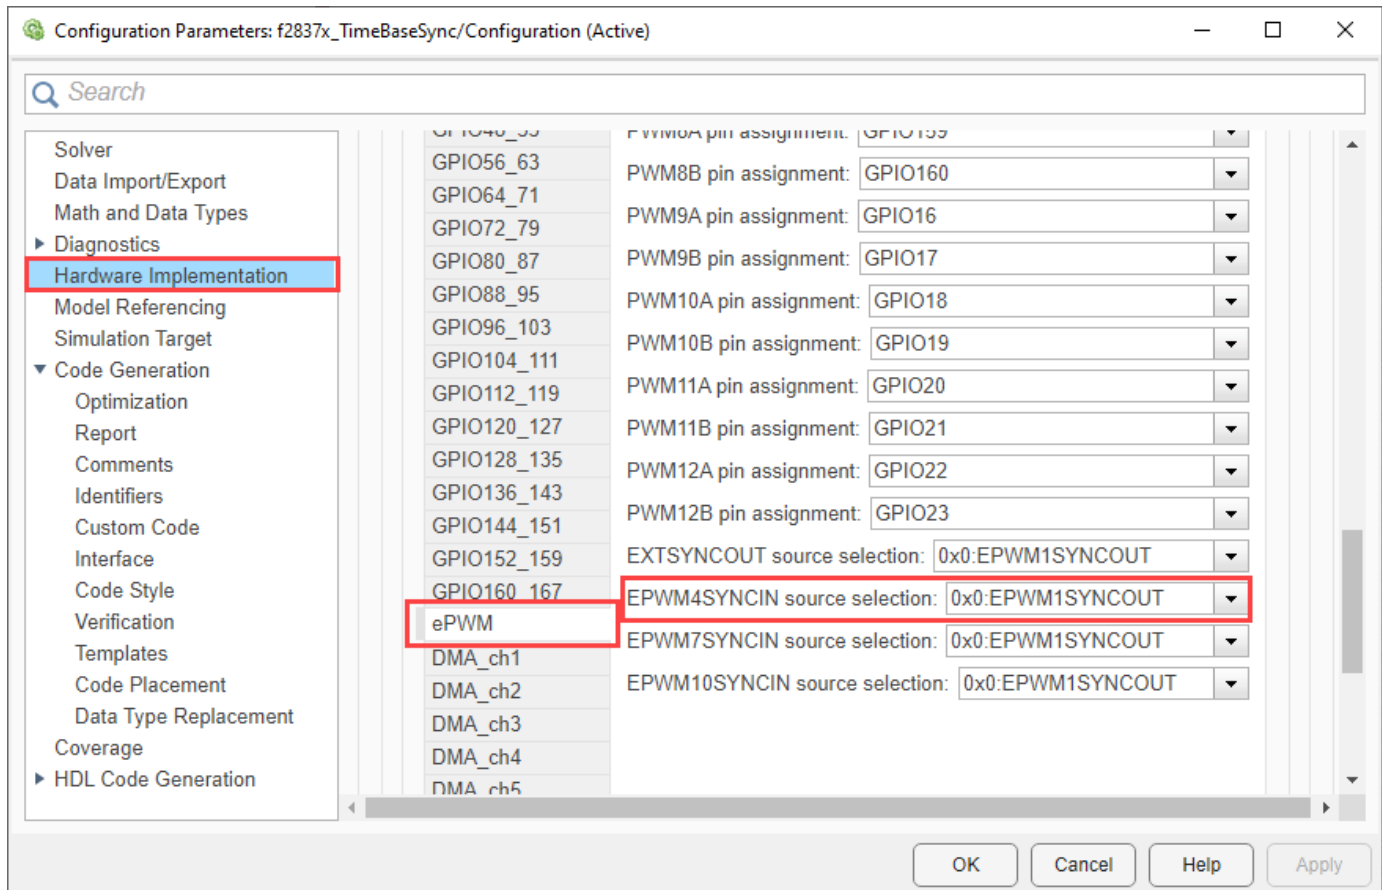 Configuration Parameters: f2837x_TimeBaseSync/Configuration (Active)
Search
Solver
Data Import/Export
Math and Data Types
Diagnostics
Hardware Implementation
Model Referencing
Simulation Target
Code Generation
Optimization
Report
Comments
Identifiers
Custom Code
Interface
Code Style
Verification
Templates
Code Placement
Data Type Replacement
Coverage
HDL Code Generation
GPIO48_55
GPIO56_63
GPIO64_71
GPIO72_79
GPIO80_87
GPIO88_95
GPIO96_103
GPIO104_111
GPIO112_119
GPIO120_127
GPIO128_135
GPIO136_143
GPIO144_151
GPIO152_159
GPIO160_167
ePWM
DMA_ch1
DMA_ch2
DMA_ch3
DMA_ch4
DMA_ch5
PWM8A pin assignment: GPIO159
PWM8B pin assignment: GPIO160
PWM9A pin assignment: GPIO16
PWM9B pin assignment: GPIO17
PWM10A pin assignment: GPIO18
PWM10B pin assignment: GPIO19
PWM11A pin assignment: GPIO20
PWM11B pin assignment: GPIO21
PWM12A pin assignment: GPIO22
PWM12B pin assignment: GPIO23
EXTSYNCOUT source selection: 0x0:EPWM1SYNCOUT
EPWM4SYNCIN source selection: 0x0:EPWM1SYNCOUT
EPWM7SYNCIN source selection: 0x0:EPWM1SYNCOUT
EPWM10SYNCIN source selection: 0x0:EPWM1SYNCOUT
OK
Cancel
Help
Apply